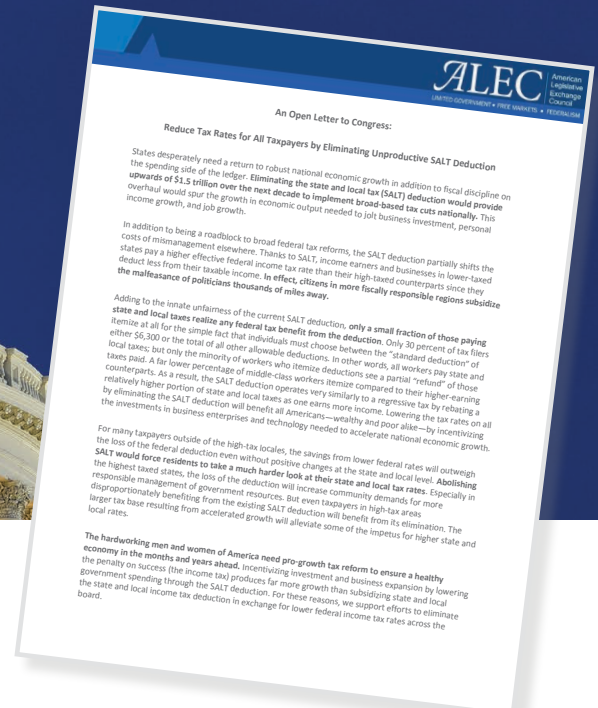 ALEC
American
Legislative
Exchange
Council
LIMITED GOVERNMENT • FREE MARKETS • FEDERALISM
An Open Letter to Congress:
Reduce Tax Rates for All Taxpayers by Eliminating Unproductive SALT Deduction
States desperately need a return to robust national economic growth in addition to fiscal discipline on
the spending side of the ledger. Eliminating the state and local tax (SALT) deduction would provide
upwards of $1.5 trillion over the next decade to implement broad-based tax cuts nationally. This
overhaul would spur the growth in economic output needed to jolt business investment, personal
income growth, and job growth.
In addition to being a roadblock to broad federal tax reforms, the SALT deduction partially shifts the
costs of mismanagement elsewhere. Thanks to SALT, income earners and businesses in lower-taxed
states pay a higher effective federal income tax rate than their high-taxed counterparts since they
deduct less from their taxable income. In effect, citizens in more fiscally responsible regions subsidize
the malfeasance of politicians thousands of miles away.
Adding to the innate unfairness of the current SALT deduction, only a small fraction of those paying
state and local taxes realize any federal tax benefit from the deduction. Only 30 percent of tax filers
itemize at all for the simple fact that individuals must choose between the "standard deduction" of
either $6,300 or the total of all other allowable deductions. In other words, all workers pay state and
local taxes; but only the minority of workers who itemize deductions see a partial "refund" of those
taxes paid. A far lower percentage of middle-class workers itemize compared to their higher-earning
counterparts. As a result, the SALT deduction operates very similarly to a regressive tax by rebating a
relatively higher portion of state and local taxes as one earns more income. Lowering the tax rates on all
by eliminating the SALT deduction will benefit all Americans—wealthy and poor alike—by incentivizing
the investments in business enterprises and technology needed to accelerate national economic growth.
For many taxpayers outside of the high-tax locales, the savings from lower federal rates will outweigh
the loss of the federal deduction even without positive changes at the state and local level. Abolishing
SALT would force residents to take a much harder look at their state and local tax rates. Especially in
the highest taxed states, the loss of the deduction will increase community demands for more
responsible management of government resources. But even taxpayers in high-tax areas
disproportionately benefiting from the existing SALT deduction will benefit from its elimination. The
larger tax base resulting from accelerated growth will alleviate some of the impetus for higher state and
local rates.
The hardworking men and women of America need pro-growth tax reform to ensure a healthy
economy in the months and years ahead. Incentivizing investment and business expansion by lowering
the penalty on success (the income tax) produces far more growth than subsidizing state and local
government spending through the SALT deduction. For these reasons, we support efforts to eliminate
the state and local income tax deduction in exchange for lower federal income tax rates across the
board.